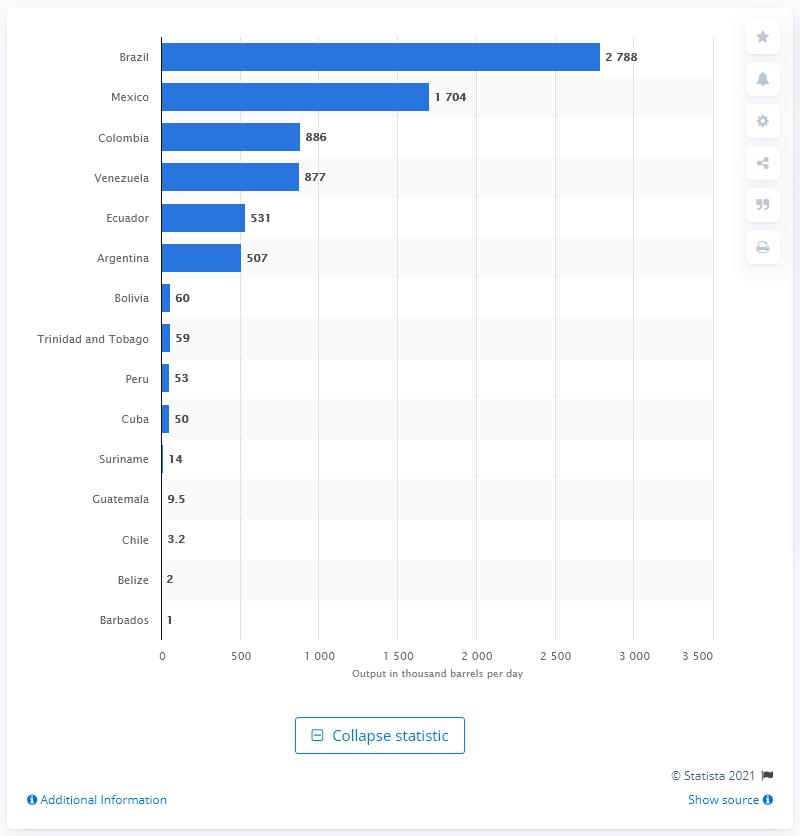 Brazil 2 788
Mexico 1 704
Colombia 886
Venezuela 877
Ecuador 531
Argentina 507
Bolivia 60
Trinidad and Tobago 59
Peru 53
Cuba 50
Suriname 14
Guatemala 9.5
Chile 3.2
Belize 2
Barbados 1
0 500 1 000 1 500 2 000 2 500 3 000 3 500
Output in thousand barrels per day
Collapse statistic
© Statista 2021
Additional Information Show source